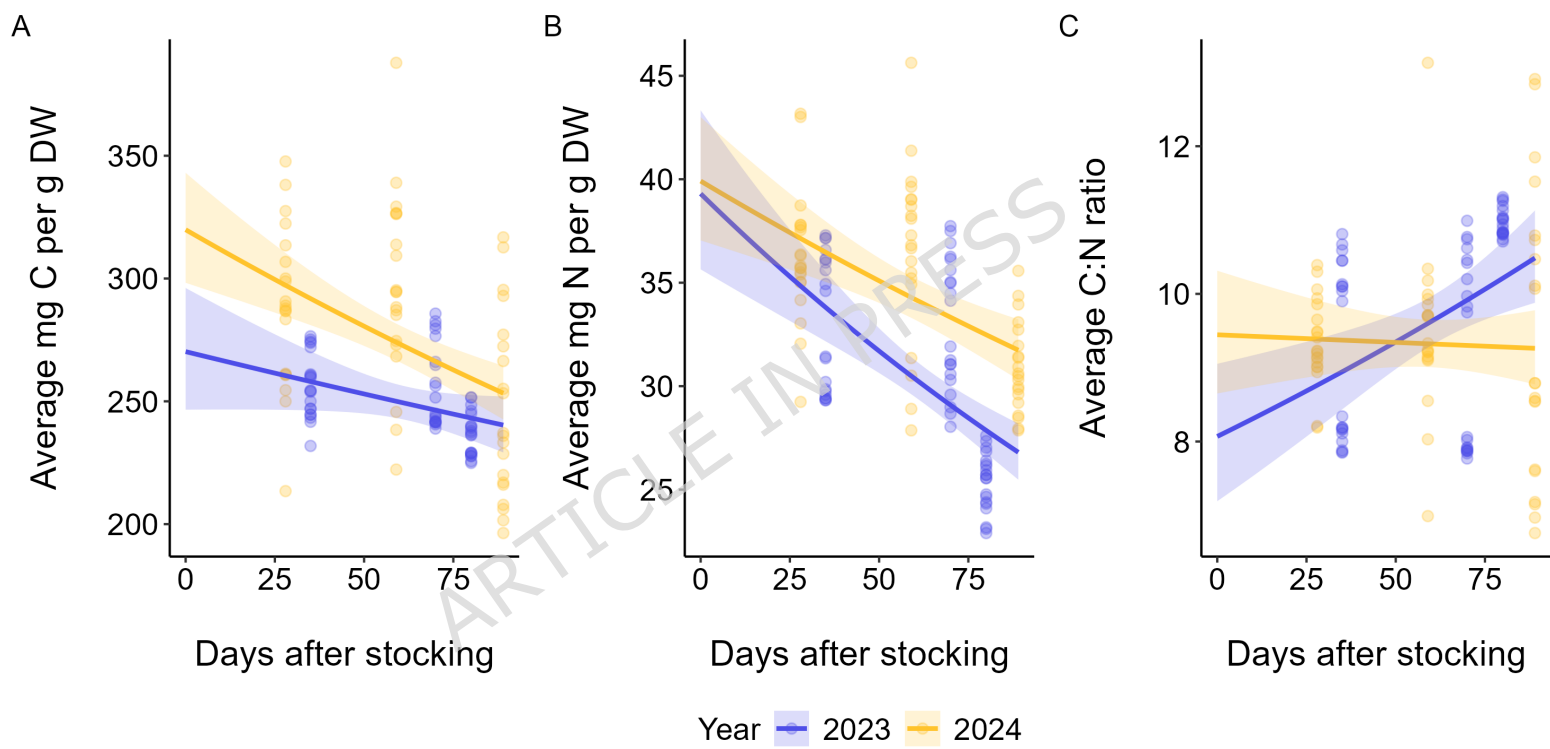 A
Average mg C per g DW
350
300
250
200
0 25 50 75
Days after stocking
B
Average mg N per g DW
45
40
35
30
25
0 25 50 75
Days after stocking
C
Average C:N ratio
12
10
8
0 25 50 75
Days after stocking
ARTICLE IN PRESS
Year 2023 2024